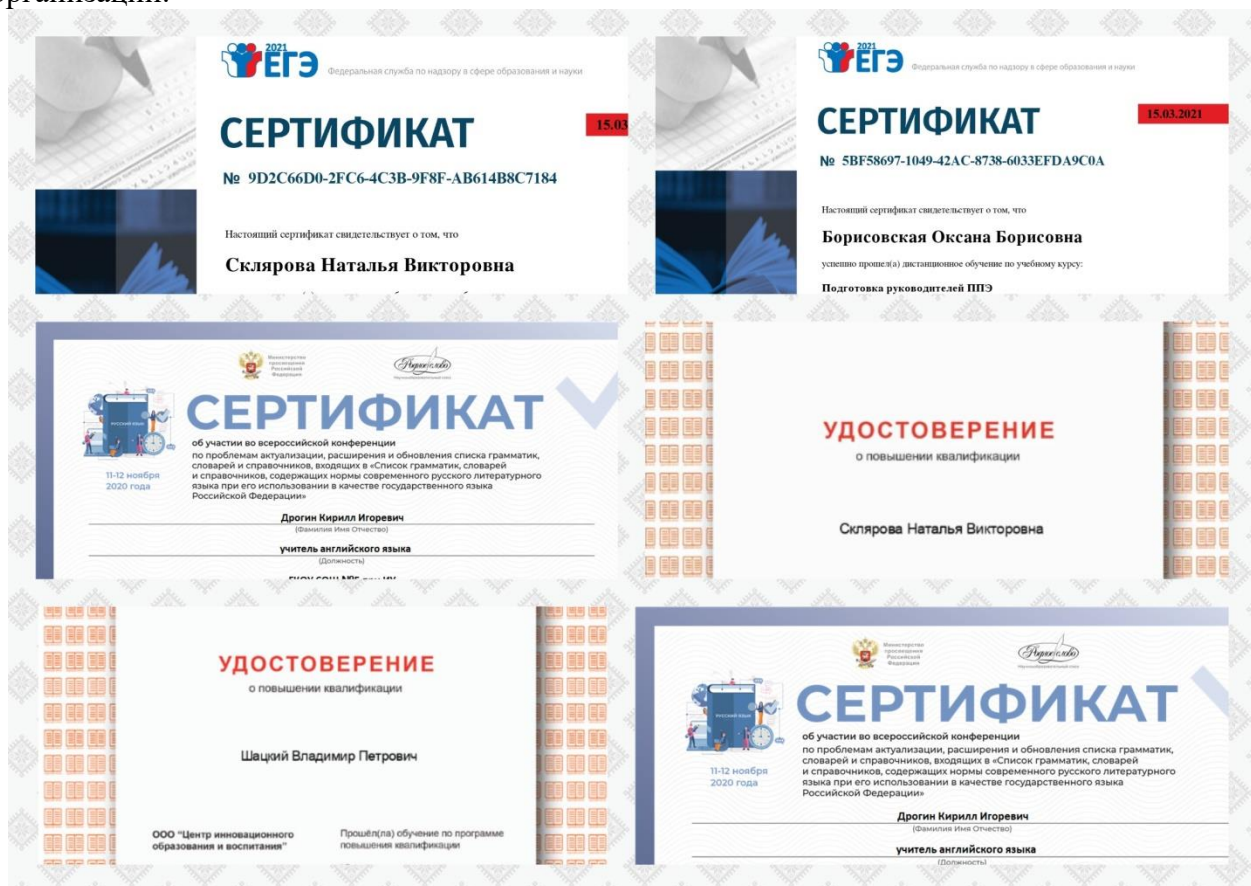 2021
ЕГЭ
Федеральная служба по надзору в сфере образования и науки
СЕРТИФИКАТ
15.03
№ 9D2C66D0-2FC6-4C3B-9F8F-AB614B8C7184
Настоящий сертификат свидетельствует о том, что
Склярова Наталья Викторовна
2021
ЕГЭ
Федеральная служба по надзору в сфере образования и науки
СЕРТИФИКАТ
15.03.2021
№ 5BF58697-1049-42AC-8738-6033EFDA9C0A
Настоящий сертификат свидетельствует о том, что
Борисовская Оксана Борисовна
успешно прошел(а) дистанционное обучение по учебному курсу:
Подготовка руководителей ППЭ
Министерство
просвещения
Российской
Федерации
Родное слово
РУССКИЙ ЯЗЫК
СЕРТИФИКАТ
об участии во всероссийской конференции
по проблемам актуализации, расширения и обновления списка грамматик,
словарей и справочников, входящих в «Список грамматик, словарей
и справочников, содержащих нормы современного русского литературного
языка при его использовании в качестве государственного языка
Российской Федерации»
11-12 ноября
2020 года
Дрогин Кирилл Игоревич
(Фамилия Имя Отчество)
учитель английского языка
(Должность)
УДОСТОВЕРЕНИЕ
о повышении квалификации
Склярова Наталья Викторовна
УДОСТОВЕРЕНИЕ
о повышении квалификации
Шацкий Владимир Петрович
ООО "Центр инновационного
образования и воспитания"
Прошёл(ла) обучение по программе
повышения квалификации
Министерство
просвещения
Российской
Федерации
Родное слово
РУССКИЙ ЯЗЫК
СЕРТИФИКАТ
об участии во всероссийской конференции
по проблемам актуализации, расширения и обновления списка грамматик,
словарей и справочников, входящих в «Список грамматик, словарей
и справочников, содержащих нормы современного русского литературного
языка при его использовании в качестве государственного языка
Российской Федерации»
11-12 ноября
2020 года
Дрогин Кирилл Игоревич
(Фамилия Имя Отчество)
учитель английского языка
(Должность)